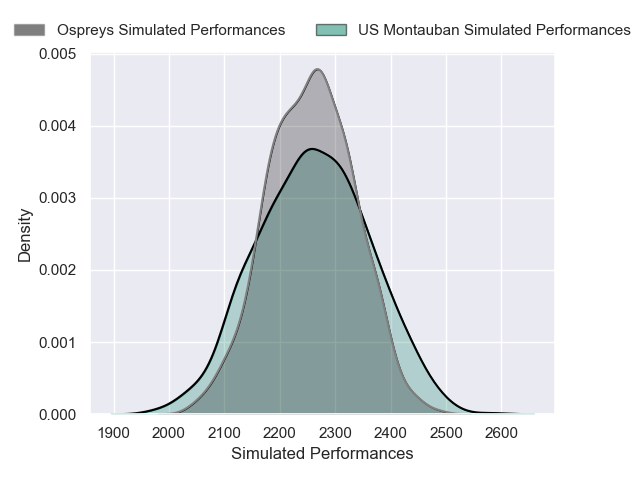 Ospreys Simulated Performances
US Montauban Simulated Performances
0.005
0.004
0.003
0.002
0.001
0.000
Density
1900 2000 2100 2200 2300 2400 2500 2600
Simulated Performances